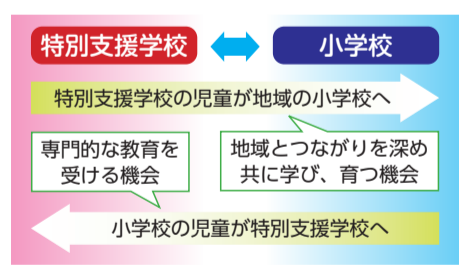 特別支援学校
小学校
特別支援学校の児童が地域の小学校へ
専門的な教育を
受ける機会
地域とつながりを深め
共に学び、育つ機会
小学校の児童が特別支援学校へ